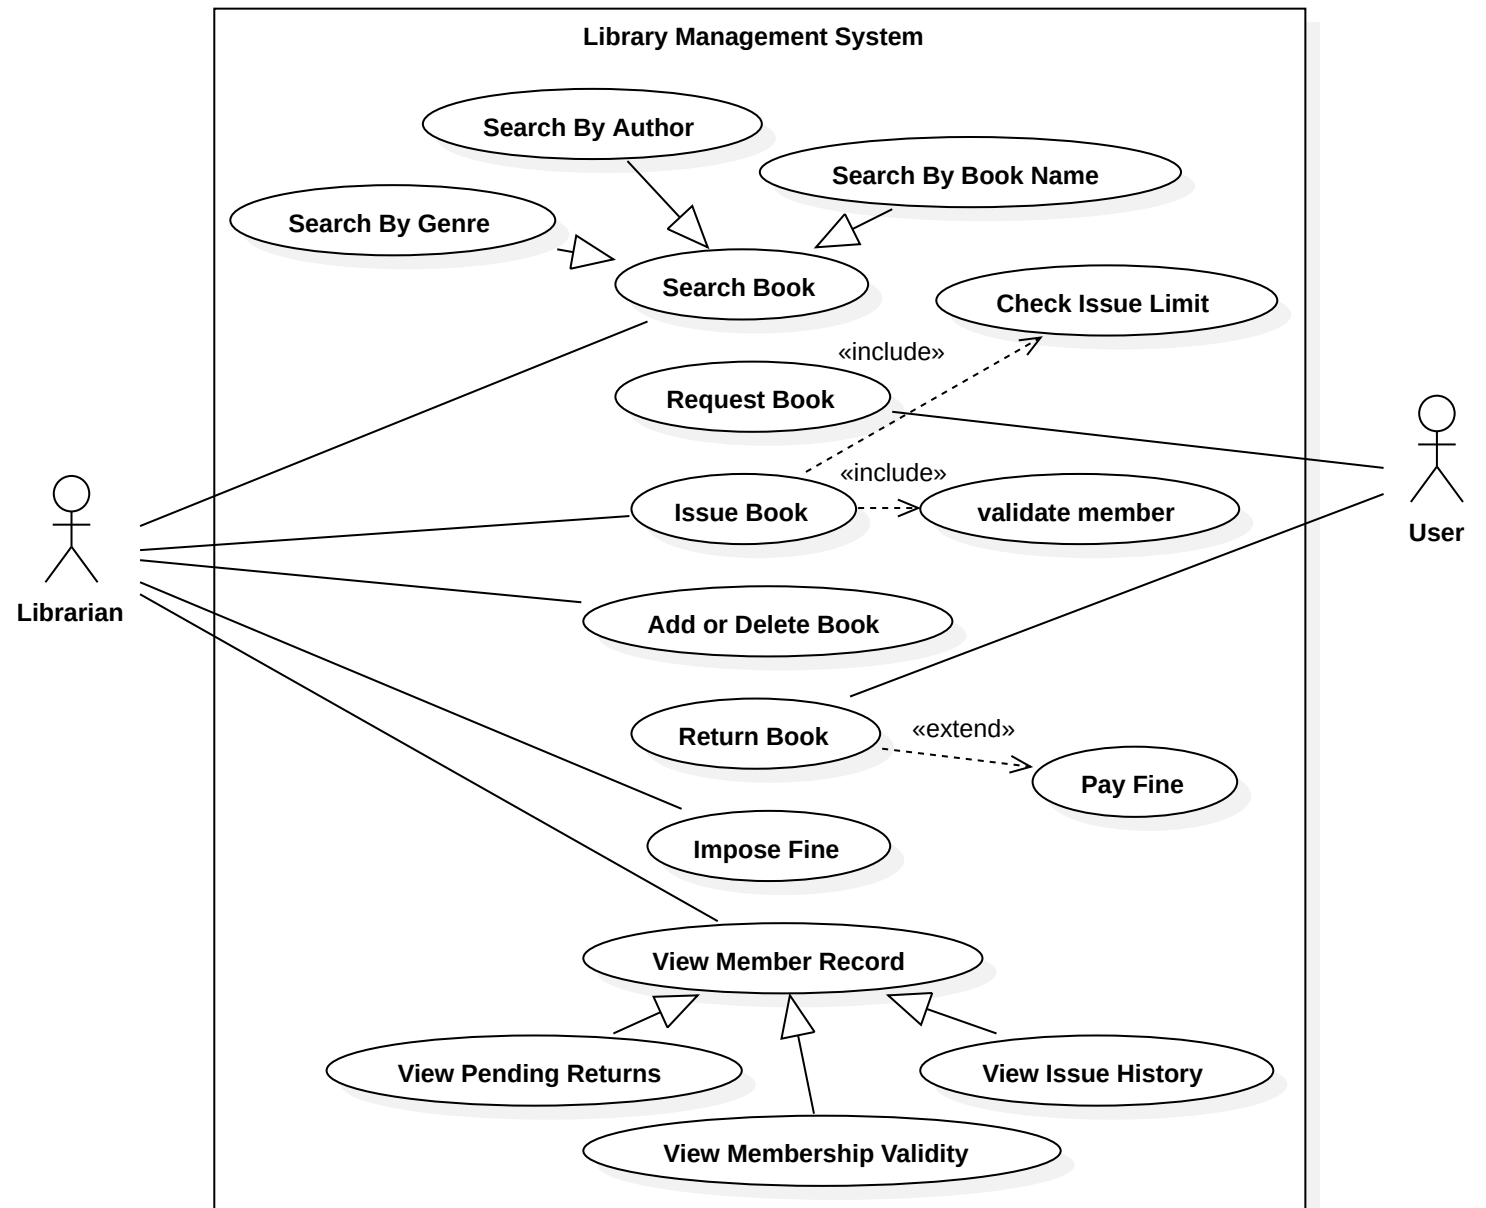 Library Management System
Search By Author
Search By Book Name
Search By Genre
Search Book
Check Issue Limit
«include»
Request Book
«include»
Issue Book
validate member
User
Librarian
Add or Delete Book
«extend»
Return Book
Pay Fine
Impose Fine
View Member Record
View Pending Returns
View Issue History
View Membership Validity